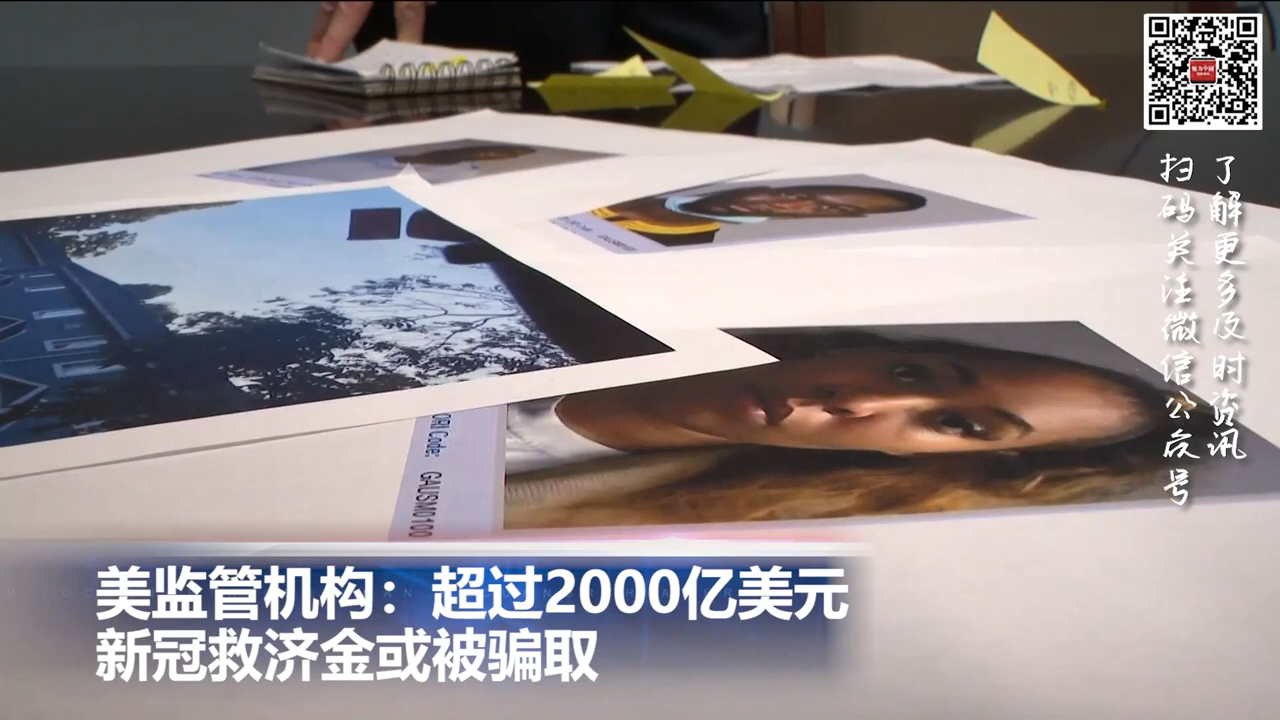 了解更多及时资讯
扫码关注微信公众号
ORI Code: GAUSM0100
美监管机构：超过2000亿美元
新冠救济金或被骗取